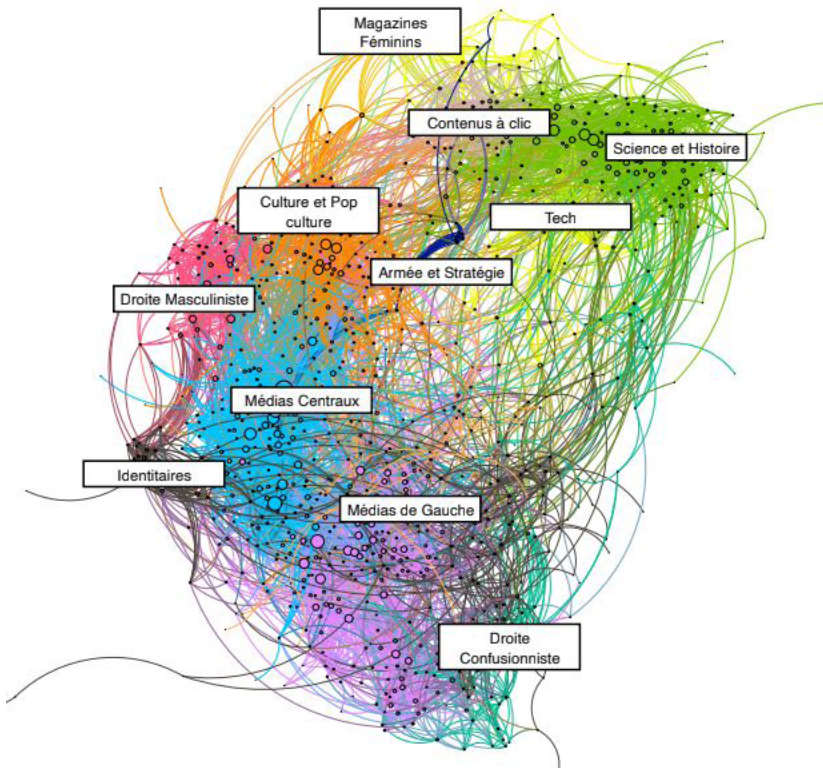 Magazines
Féminins
Contenus à clic
Science et Histoire
Culture et Pop
culture
Tech
Armée et Stratégie
Droite Masculiniste
Médias Centraux
Identitaires
Médias de Gauche
Droite
Confusionniste